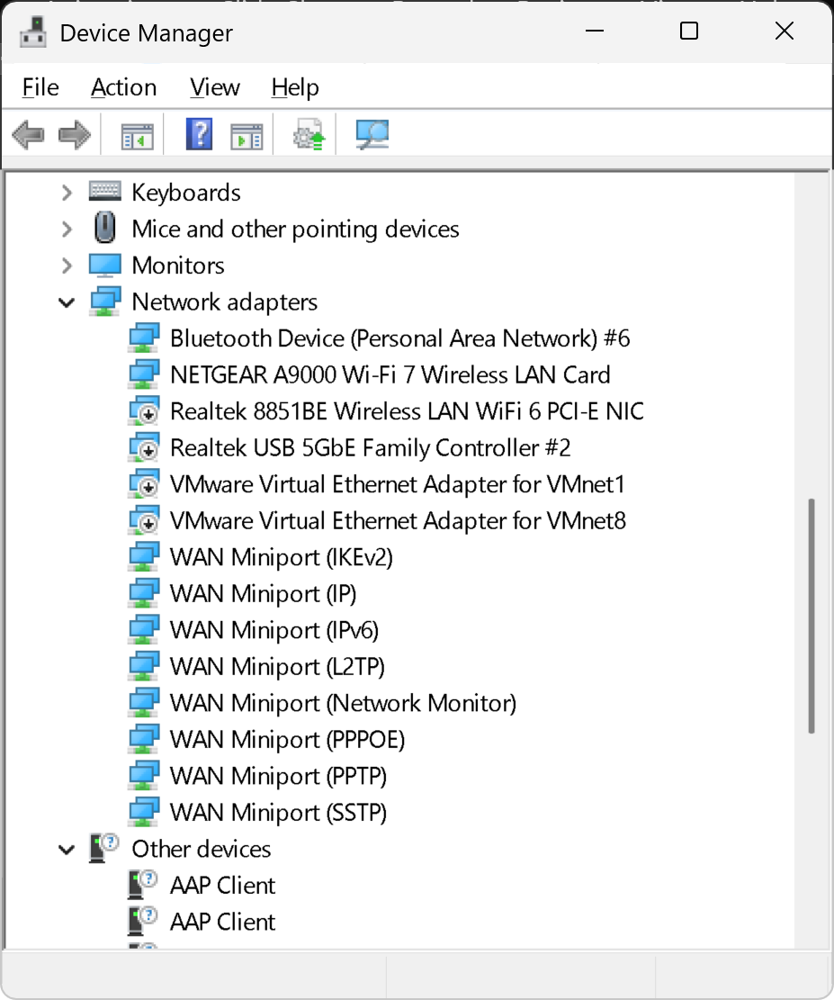 Device Manager
File Action View Help
Keyboards
Mice and other pointing devices
Monitors
Network adapters
Bluetooth Device (Personal Area Network) #6
NETGEAR A9000 Wi-Fi 7 Wireless LAN Card
Realtek 8851BE Wireless LAN WiFi 6 PCI-E NIC
Realtek USB 5GbE Family Controller #2
VMware Virtual Ethernet Adapter for VMnet1
VMware Virtual Ethernet Adapter for VMnet8
WAN Miniport (IKEv2)
WAN Miniport (IP)
WAN Miniport (IPv6)
WAN Miniport (L2TP)
WAN Miniport (Network Monitor)
WAN Miniport (PPPOE)
WAN Miniport (PPTP)
WAN Miniport (SSTP)
Other devices
AAP Client
AAP Client